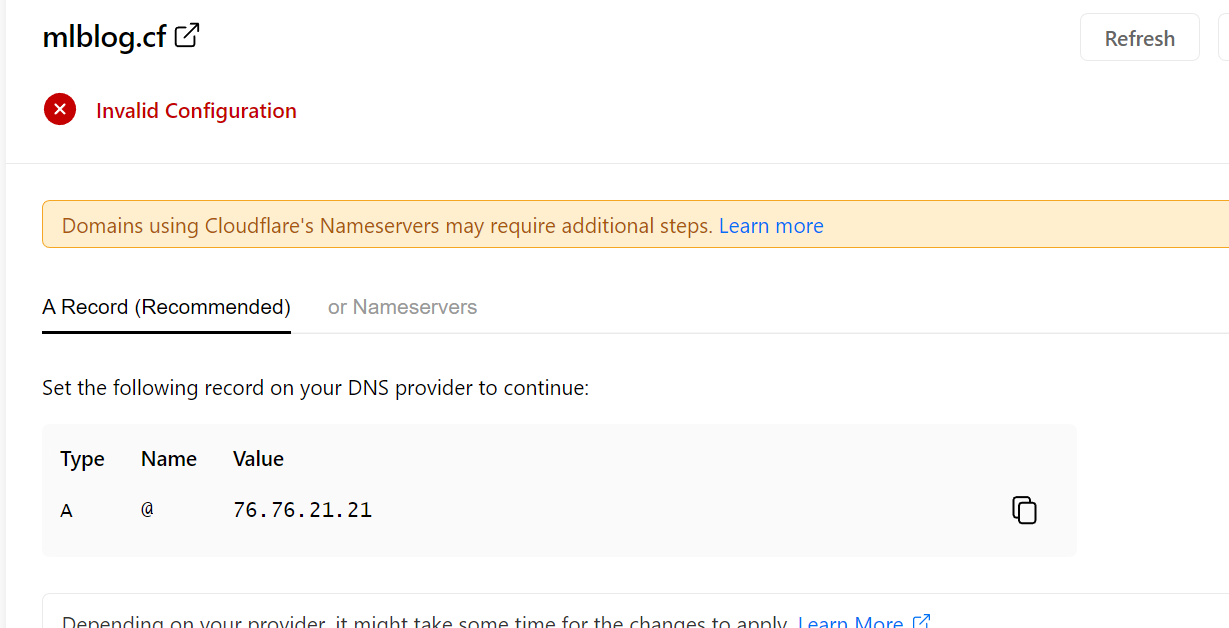 mlblog.cf
Refresh
Invalid Configuration
Domains using Cloudflare's Nameservers may require additional steps. Learn more
A Record (Recommended) or Nameservers
Set the following record on your DNS provider to continue:
Type Name Value
A @ 76.76.21.21
Depending on your provider, it might take some time for the changes to apply. Learn More